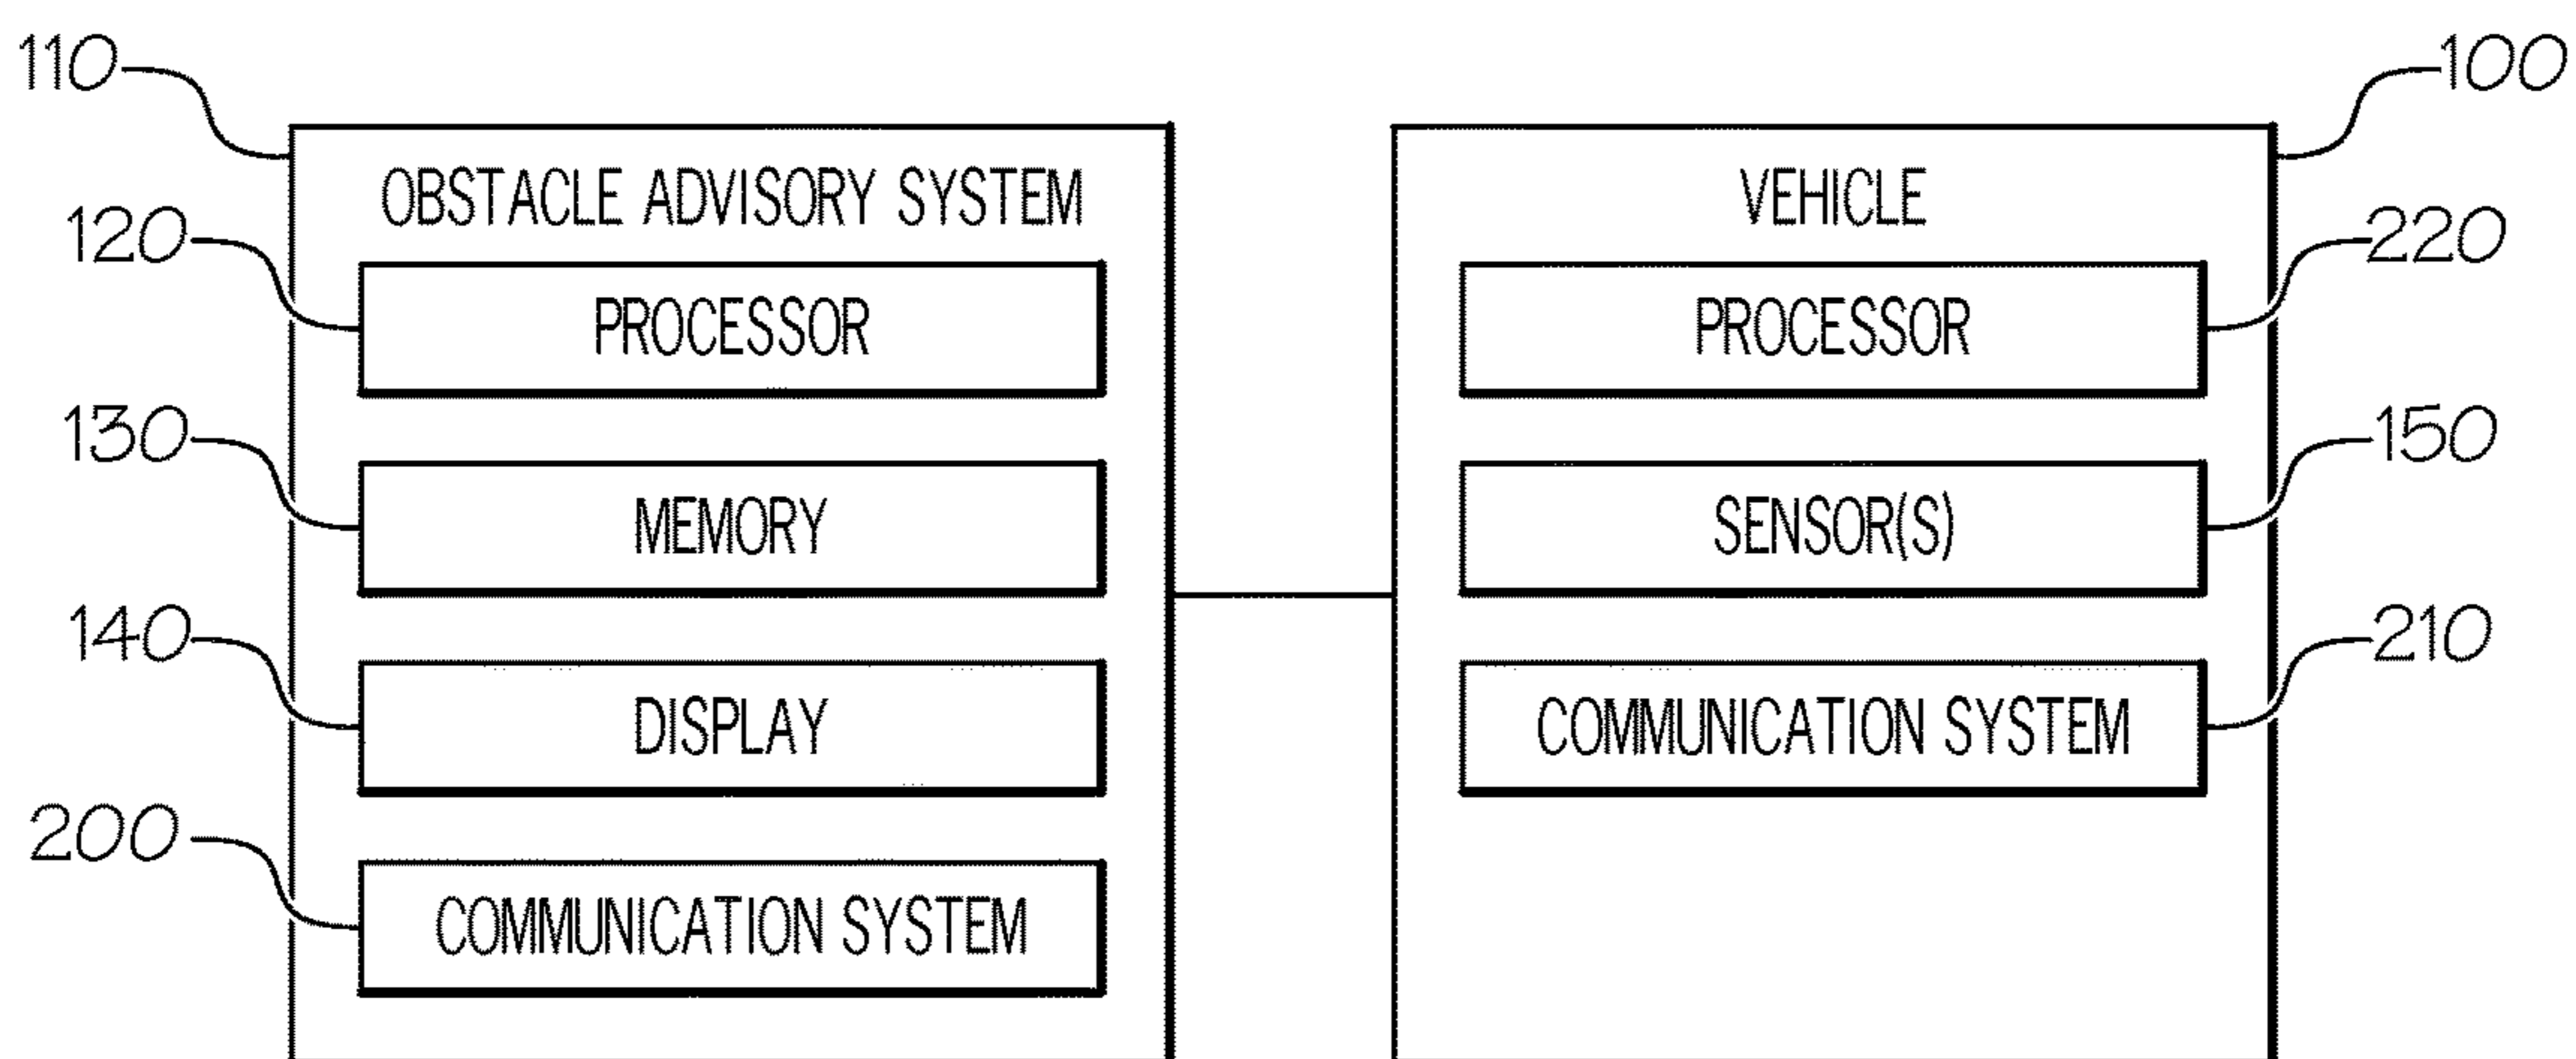 110
OBSTACLE ADVISORY SYSTEM
120
PROCESSOR
130
MEMORY
140
DISPLAY
200
COMMUNICATION SYSTEM
100
VEHICLE
220
PROCESSOR
150
SENSOR(S)
210
COMMUNICATION SYSTEM